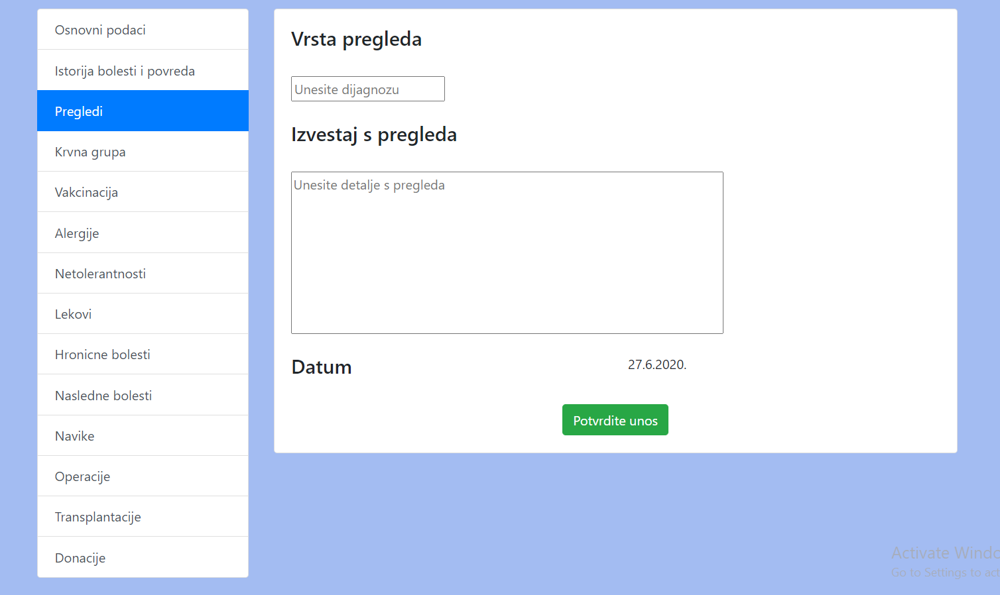 Osnovni podaci
Istorija bolesti i povreda
Pregledi
Krvna grupa
Vakcinacija
Alergije
Netolerantnosti
Lekovi
Hronicne bolesti
Nasledne bolesti
Navike
Operacije
Transplantacije
Donacije
Vrsta pregleda
Unesite dijagnozu
Izvestaj s pregleda
Unesite detalje s pregleda
Datum 27.6.2020.
Potvrdite unos
Activate
Go to Settings to